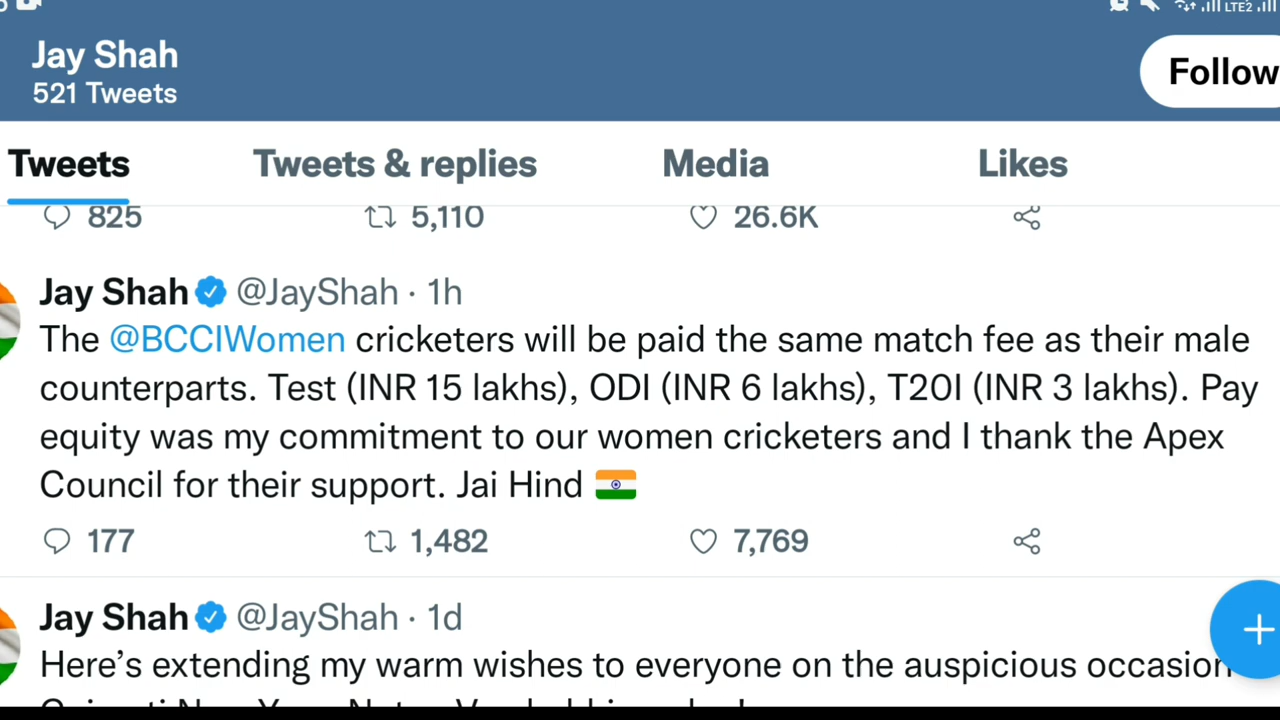 LTE2
Jay Shah
521 Tweets
Follow
Tweets Tweets & replies Media Likes
825 5,110 26.6K
Jay Shah @JayShah · 1h
The @BCCIWomen cricketers will be paid the same match fee as their male
counterparts. Test (INR 15 lakhs), ODI (INR 6 lakhs), T20I (INR 3 lakhs). Pay
equity was my commitment to our women cricketers and I thank the Apex
Council for their support. Jai Hind 🇮🇳
177 1,482 7,769
Jay Shah @JayShah · 1d
Here’s extending my warm wishes to everyone on the auspicious occasion